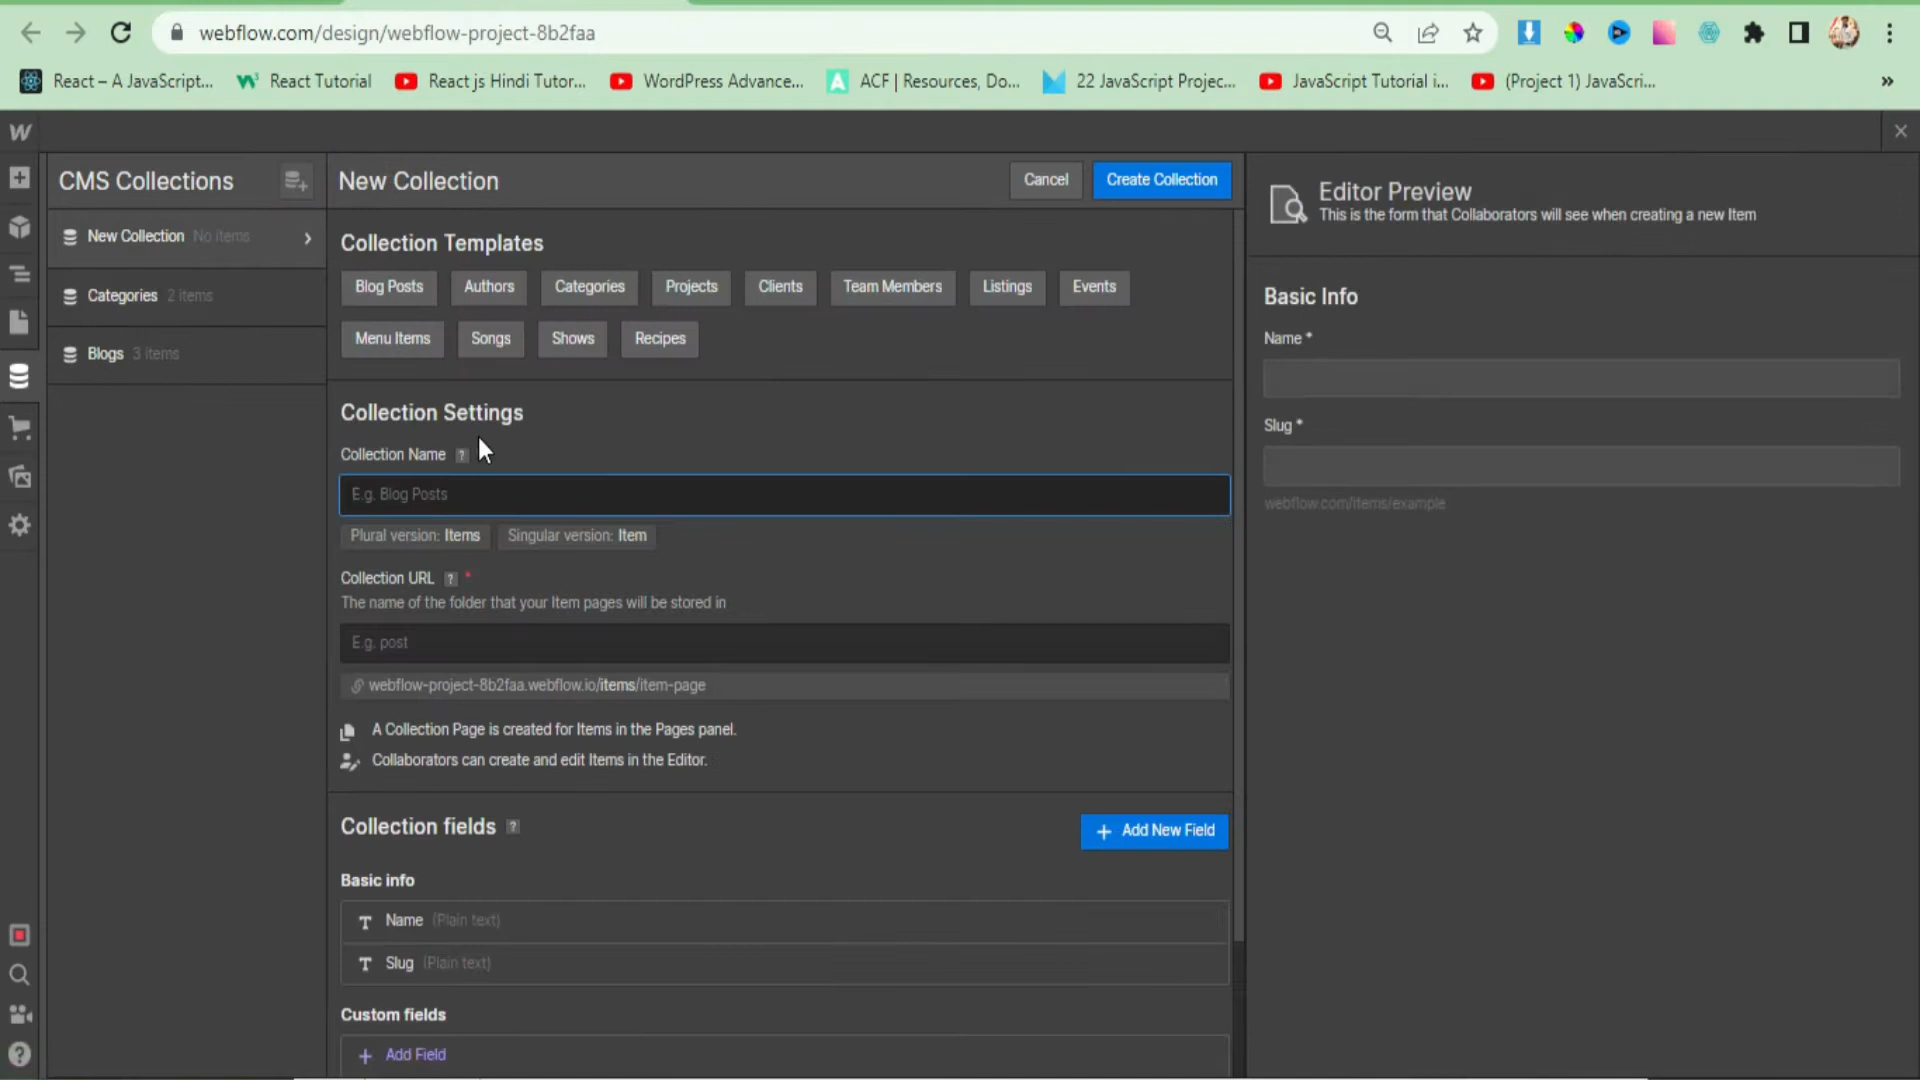 webflow.com/design/webflow-project-8b2faa
React – A JavaScript... React Tutorial React js Hindi Tutor... WordPress Advance... ACF | Resources, Do... 22 JavaScript Projec... JavaScript Tutorial i... (Project 1) JavaScri... »
CMS Collections
New Collection No items
Categories 2 items
Blogs 3 items
New Collection Cancel Create Collection
Collection Templates
Blog Posts Authors Categories Projects Clients Team Members Listings Events
Menu Items Songs Shows Recipes
Collection Settings
Collection Name ?
E.g. Blog Posts
Plural version: Items Singular version: Item
Collection URL ? *
The name of the folder that your Item pages will be stored in
E.g. post
webflow-project-8b2faa.webflow.io/items/item-page
A Collection Page is created for Items in the Pages panel.
Collaborators can create and edit Items in the Editor.
Collection fields ? + Add New Field
Basic info
Name (Plain text)
Slug (Plain text)
Custom fields
+ Add Field
Editor Preview
This is the form that Collaborators will see when creating a new Item
Basic Info
Name *
Slug *
webflow.com/items/example